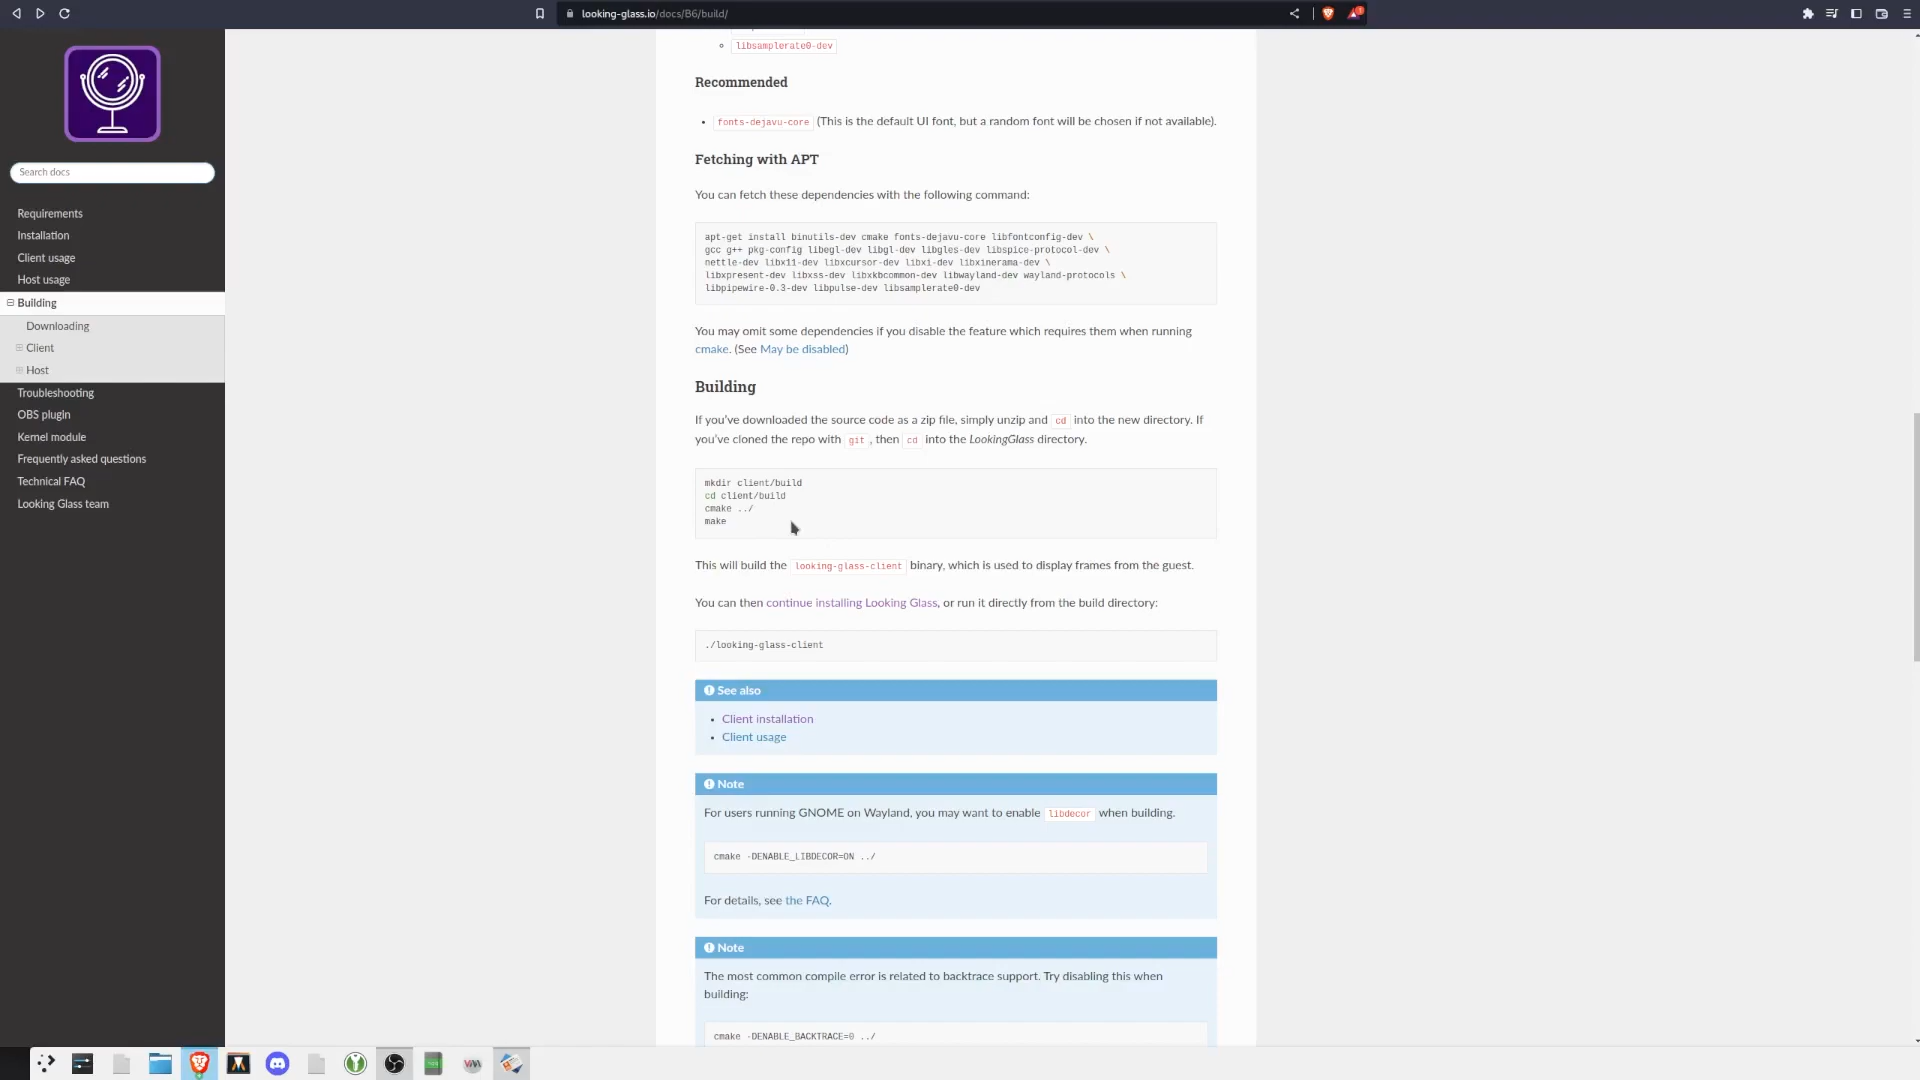 looking-glass.io/docs/B6/build/
Search docs
Requirements
Installation
Client usage
Host usage
Building
Downloading
Client
Host
Troubleshooting
OBS plugin
Kernel module
Frequently asked questions
Technical FAQ
Looking Glass team
libsamplerate0-dev
Recommended
fonts-dejavu-core (This is the default UI font, but a random font will be chosen if not available).
Fetching with APT
You can fetch these dependencies with the following command:
apt-get install binutils-dev cmake fonts-dejavu-core libfontconfig-dev \
gcc g++ pkg-config libegl-dev libgl-dev libgles-dev libspice-protocol-dev \
nettle-dev libx11-dev libxcursor-dev libxi-dev libxinerama-dev \
libxpresent-dev libxss-dev libxkbcommon-dev libwayland-dev wayland-protocols \
libpipewire-0.3-dev libpulse-dev libsamplerate0-dev
You may omit some dependencies if you disable the feature which requires them when running
cmake. (See May be disabled)
Building
If you've downloaded the source code as a zip file, simply unzip and cd into the new directory. If
you've cloned the repo with git, then cd into the LookingGlass directory.
mkdir client/build
cd client/build
cmake ../
make
This will build the looking-glass-client binary, which is used to display frames from the guest.
You can then continue installing Looking Glass, or run it directly from the build directory:
./looking-glass-client
See also
Client installation
Client usage
Note
For users running GNOME on Wayland, you may want to enable libdecor when building.
cmake -DENABLE_LIBDECOR=ON ../
For details, see the FAQ.
Note
The most common compile error is related to backtrace support. Try disabling this when
building:
cmake -DENABLE_BACKTRACE=0 ../